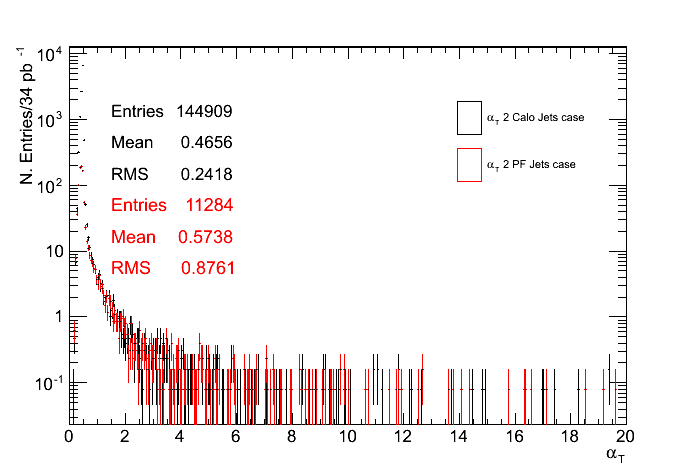 N. Entries/34 pb⁻¹
10⁴
10³
10²
10
1
10⁻¹
Entries 144909
Mean 0.4656
RMS 0.2418
Entries 11284
Mean 0.5738
RMS 0.8761
α_T 2 Calo Jets case
α_T 2 PF Jets case
0 2 4 6 8 10 12 14 16 18 20
α_T